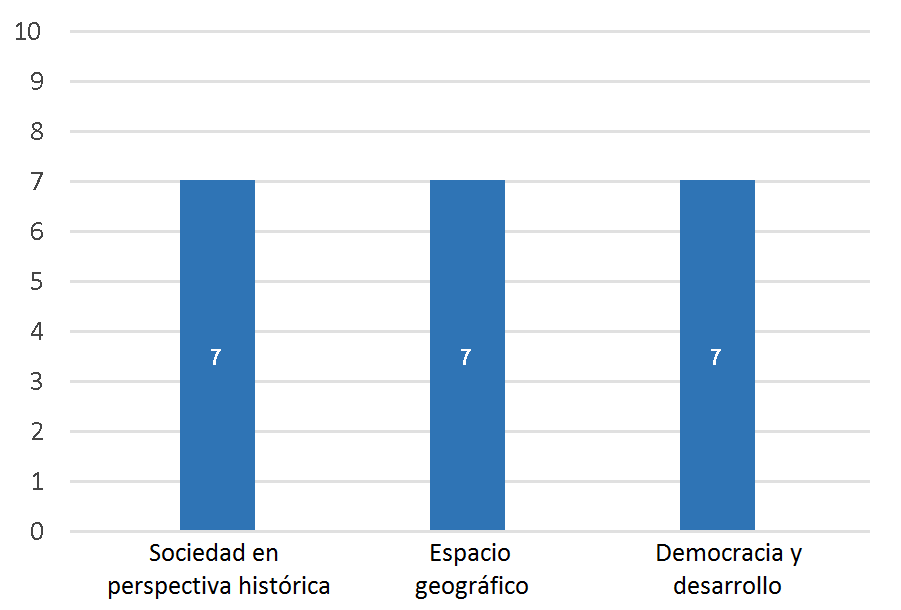 10
9
8
7
6
5
4
3
2
1
0
7
7
7
Sociedad en
perspectiva histórica
Espacio
geográfico
Democracia y
desarrollo